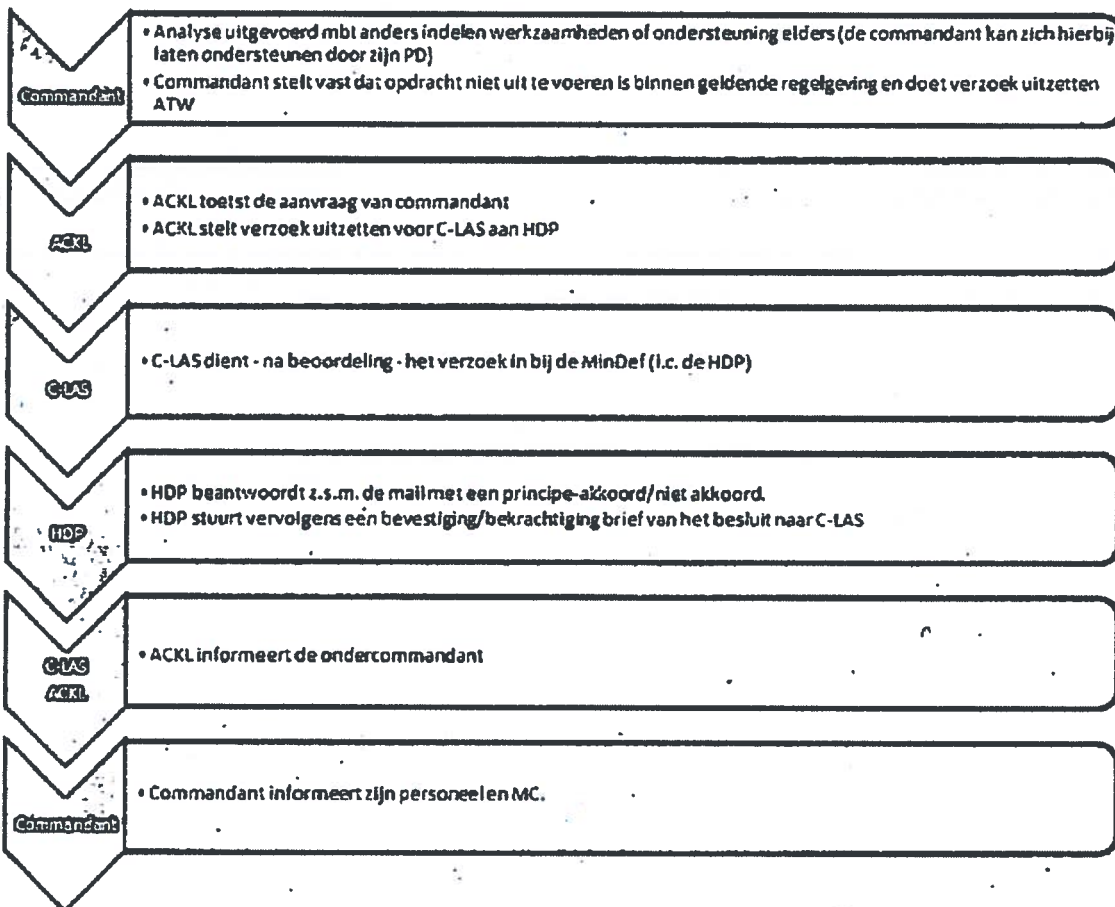 • Analyse uitgevoerd mbt anders indelen werkzaamheden of ondersteuning elders (de commandant kan zich hierbij
laten ondersteunen door zijn PD)
• Commandant stelt vast dat opdracht niet uit te voeren is binnen geldende regelgeving en doet verzoek uitzetten
ATW
Commandant
• ACKL toetst de aanvraag van commandant
• ACKL stelt verzoek uitzetten voor C-LAS aan HDP
ACKL
• C-LAS dient - na beoordeling - het verzoek in bij de MinDef (i.c. de HDP)
C-LAS
• HDP beantwoordt z.s.m. de mail met een principe-akkoord/niet akkoord.
• HDP stuurt vervolgens een bevestiging/bekrachtiging brief van het besluit naar C-LAS
HDP
• ACKL informeert de ondercommandant
C-LAS
ACKL
• Commandant informeert zijn personeel en MC.
Commandant